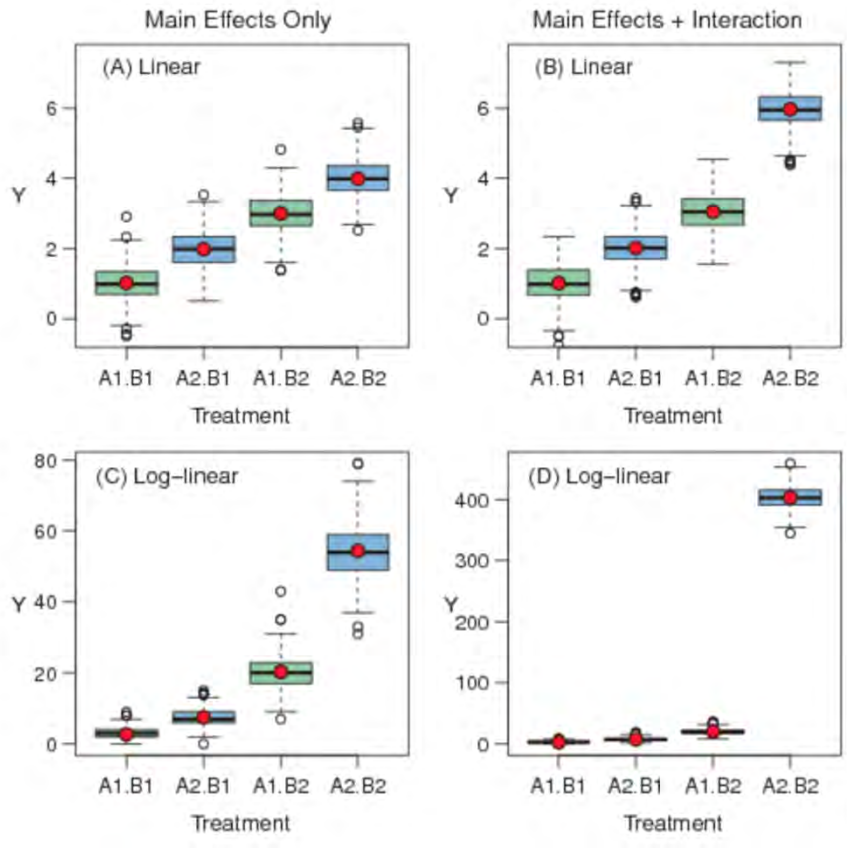 Main Effects Only
Main Effects + Interaction
(A) Linear
6
4
2
0
Y
A1.B1 A2.B1 A1.B2 A2.B2
Treatment
(B) Linear
6
4
2
0
Y
A1.B1 A2.B1 A1.B2 A2.B2
Treatment
(C) Log-linear
80
60
40
20
0
Y
A1.B1 A2.B1 A1.B2 A2.B2
Treatment
(D) Log-linear
400
300
200
100
0
Y
A1.B1 A2.B1 A1.B2 A2.B2
Treatment